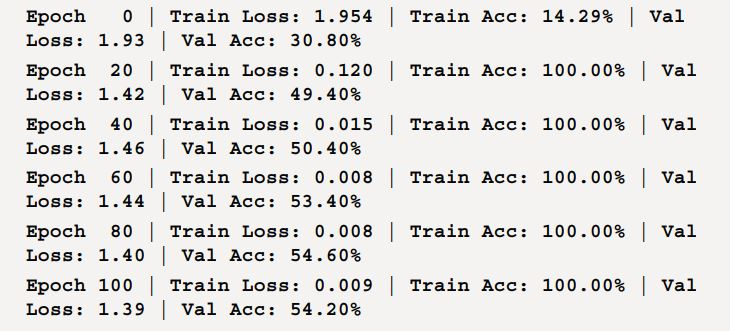 Epoch   0 | Train Loss: 1.954 | Train Acc: 14.29% | Val
Loss: 1.93 | Val Acc: 30.80%
Epoch  20 | Train Loss: 0.120 | Train Acc: 100.00% | Val
Loss: 1.42 | Val Acc: 49.40%
Epoch  40 | Train Loss: 0.015 | Train Acc: 100.00% | Val
Loss: 1.46 | Val Acc: 50.40%
Epoch  60 | Train Loss: 0.008 | Train Acc: 100.00% | Val
Loss: 1.44 | Val Acc: 53.40%
Epoch  80 | Train Loss: 0.008 | Train Acc: 100.00% | Val
Loss: 1.40 | Val Acc: 54.60%
Epoch 100 | Train Loss: 0.009 | Train Acc: 100.00% | Val
Loss: 1.39 | Val Acc: 54.20%